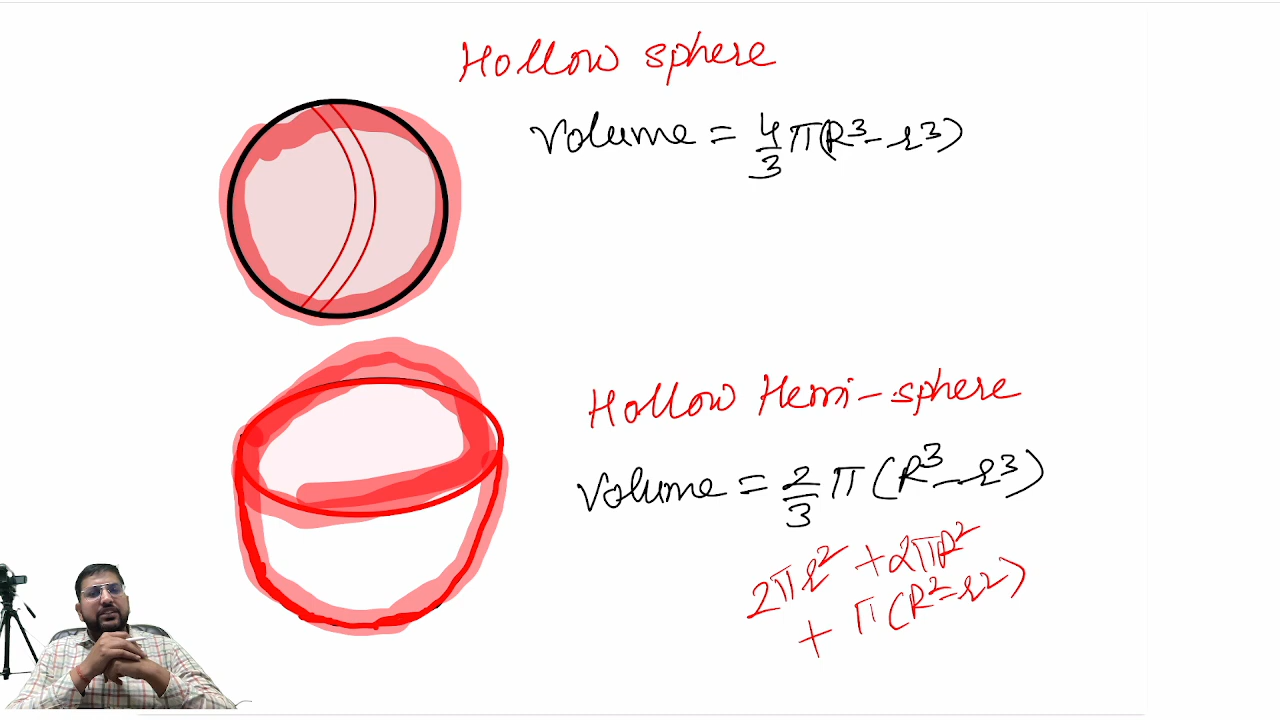 Hollow sphere
Volume = 4/3 π(R³ - r³)
Hollow Hemi-sphere
Volume = 2/3 π (R³ - r³)
2πr² + 2πR²
+ π(R² - r²)